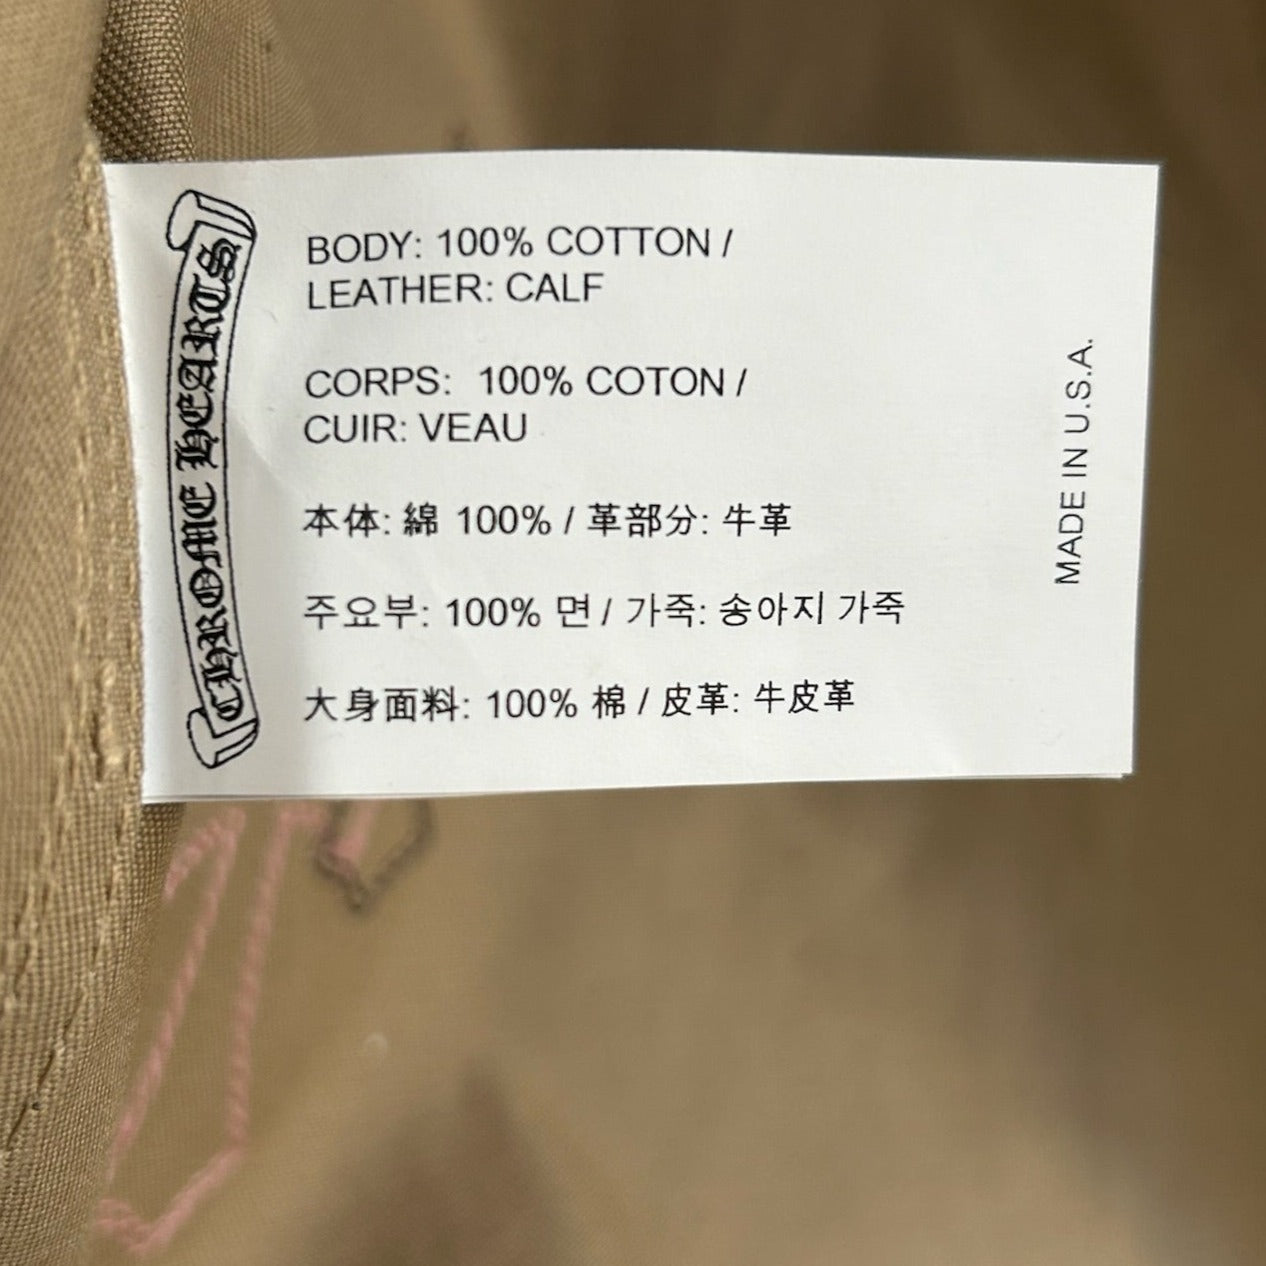 CHROME HEARTS
BODY: 100% COTTON /
LEATHER: CALF
CORPS: 100% COTON /
CUIR: VEAU
本体: 綿 100% / 革部分: 牛革
주요부: 100% 면 / 가죽: 송아지 가죽
大身面料: 100% 棉 / 皮革: 牛皮革
MADE IN U.S.A.